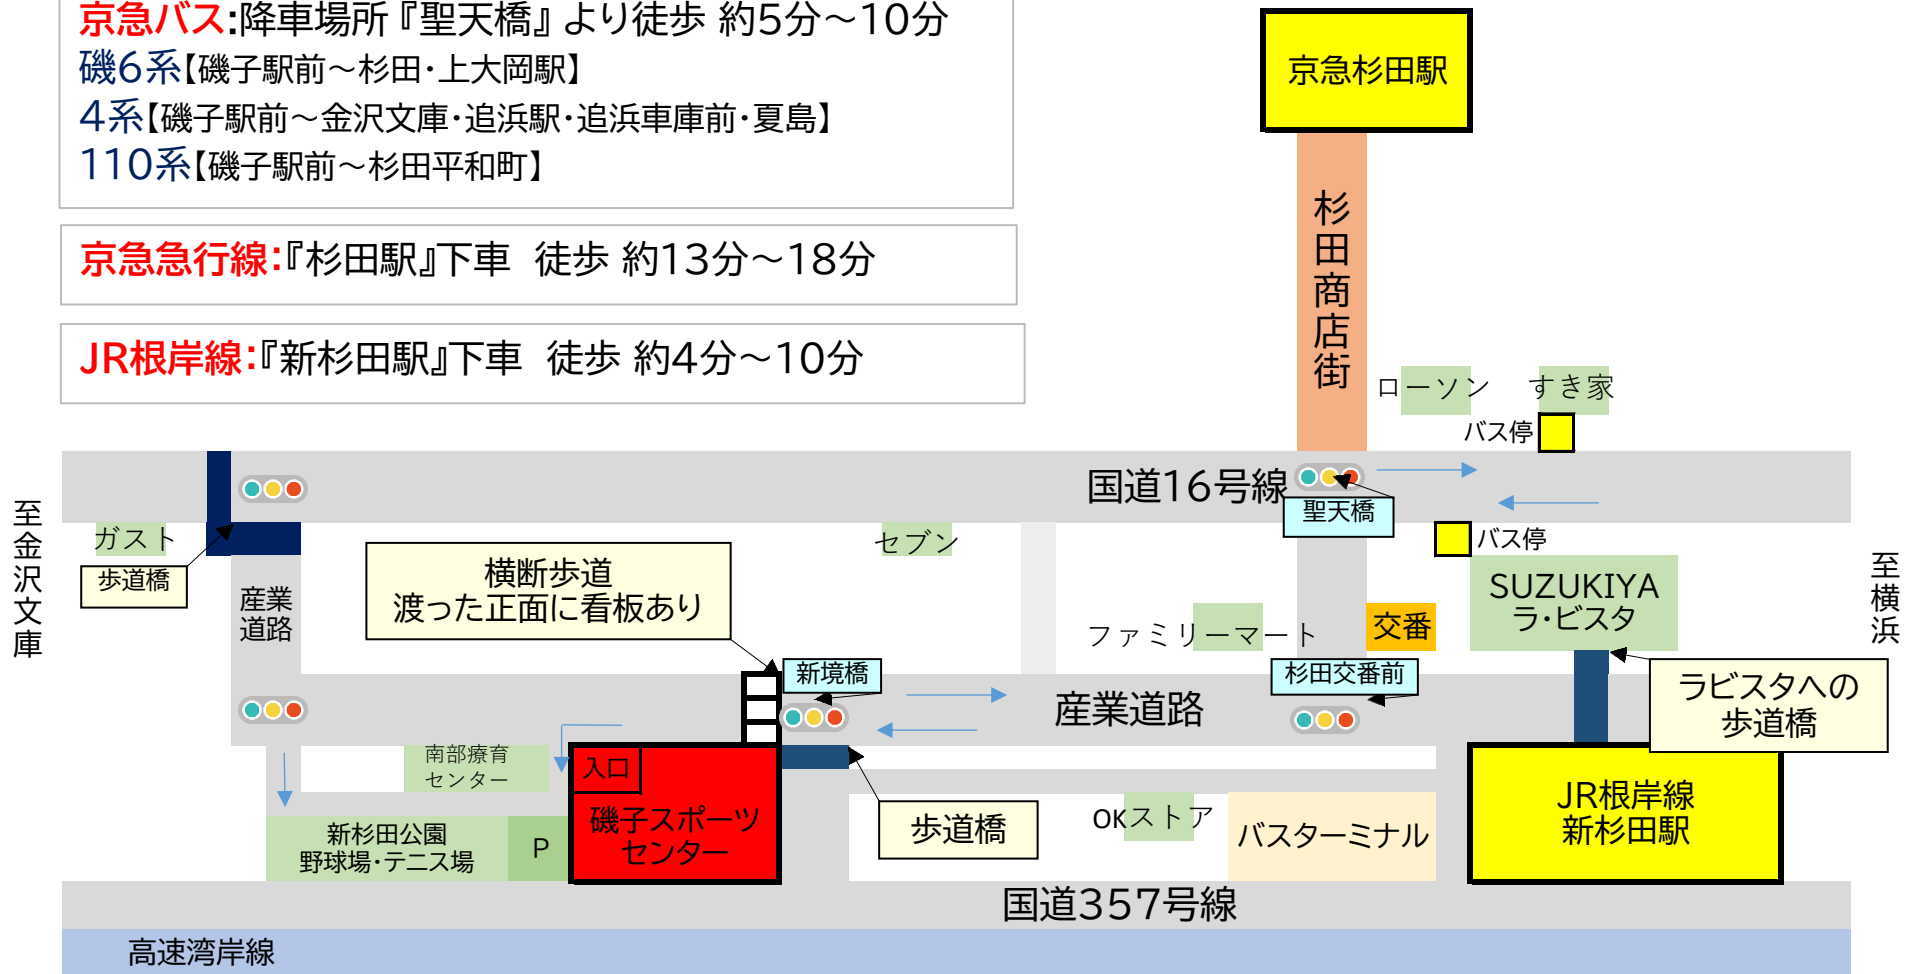 京急バス:降車場所『聖天橋』より徒歩 約5分～10分
磯6系【磯子駅前～杉田・上大岡駅】
4系【磯子駅前～金沢文庫・追浜駅・追浜車庫前・夏島】
110系【磯子駅前～杉田平和町】
京急急行線:『杉田駅』下車 徒歩 約13分～18分
JR根岸線:『新杉田駅』下車 徒歩 約4分～10分
京急杉田駅
杉田商店街
ローソン
すき家
バス停
国道16号線
聖天橋
バス停
至金沢文庫
ガスト
歩道橋
産業
道路
横断歩道
渡った正面に看板あり
セブン
ファミリーマート
交番
SUZUKIYA
ラ・ビスタ
至横浜
新境橋
杉田交番前
産業道路
ラビスタへの
歩道橋
南部療育
センター
入口
磯子スポーツ
センター
新杉田公園
野球場・テニス場
P
歩道橋
OKストア
バスターミナル
JR根岸線
新杉田駅
国道357号線
高速湾岸線